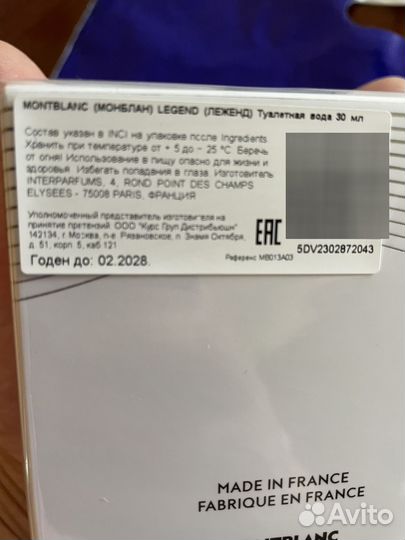 MONTBLANC (МОНБЛАН) LEGEND (ЛЕЖЕНД) Туалетная вода 30 мл
Состав указан в INCI на упаковке после Ingredients.
Хранить при температуре от + 5 до - 25 °C. Беречь
от огня! Использование в пищу опасно для жизни и
здоровья. Избегать попадания в глаза. Изготовитель
INTERPARFUMS, 4, ROND POINT DES CHAMPS
ELYSEES - 75008 PARIS, ФРАНЦИЯ
Уполномоченный представитель изготовителя на
принятие претензий: ООО "Курс Груп Дистрибьюшн"
142134, г. Москва, п-е. Рязановское, п. Знамя Октября,
д. 51, корп 5, каб 121
EAC
5DV2302872043
Годен до: 02.2028.
Референс MB013A03
MADE IN FRANCE
FABRIQUE EN FRANCE
MONTBLANC
Avito